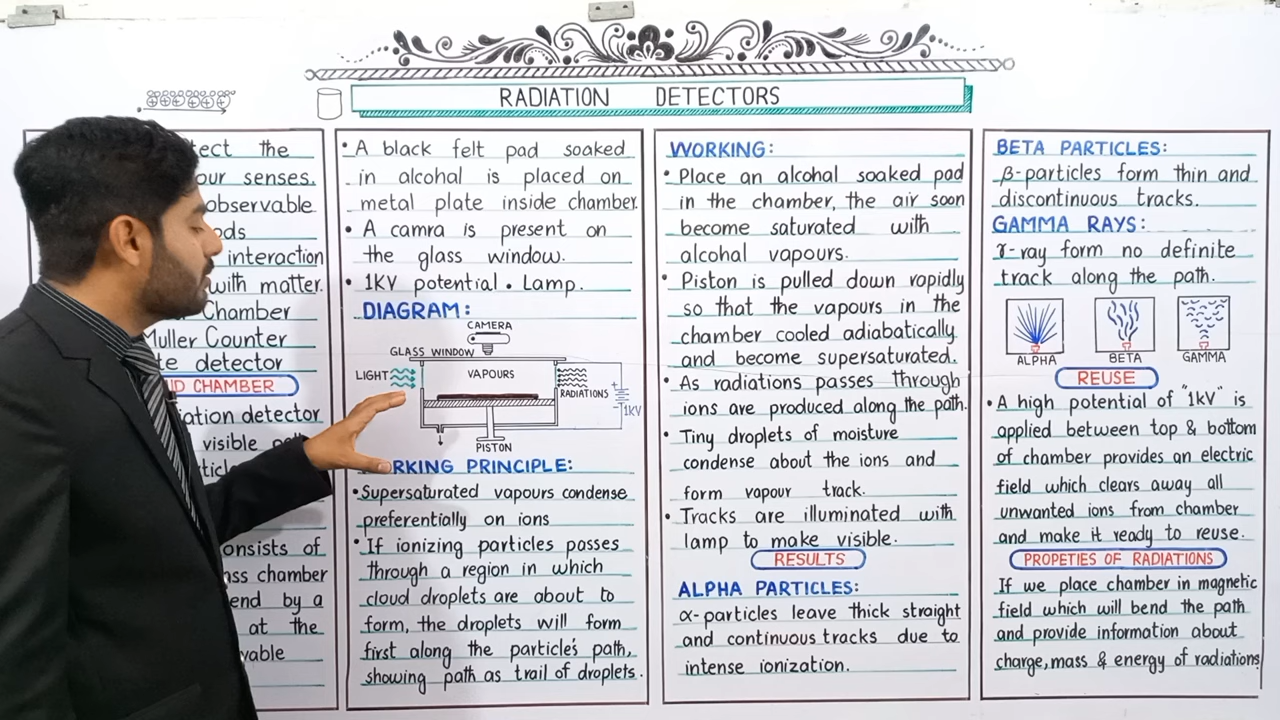 RADIATION DETECTORS
tect the
our senses.
observable
ods
interaction
with matter.
Chamber
Muller Counter
te detector
UD CHAMBER
iation detector
visible
onsists of
ass chamber
end by a
at the
vable
• A black felt pad soaked
in alcohol is placed on
metal plate inside chamber.
• A camra is present on
the glass window.
• 1KV potential • Lamp.
DIAGRAM:
CAMERA
GLASS WINDOW
LIGHT
VAPOURS
RADIATIONS
+
-
1KV
PISTON
ORKING PRINCIPLE:
• Supersaturated vapours condense
preferentially on ions
• If ionizing particles passes
through a region in which
cloud droplets are about to
form, the droplets will form
first along the particle's path,
showing path as trail of droplets.
WORKING:
• Place an alcohol soaked pad
in the chamber, the air soon
become saturated with
alcohol vapours.
• Piston is pulled down ropidly
so that the vapours in the
chamber cooled adiabatically
and become supersaturated.
• As radiations passes through
ions are produced along the path.
• Tiny droplets of moisture
condense about the ions and
form vapour track.
• Tracks are illuminated with
lamp to make visible.
RESULTS
ALPHA PARTICLES:
α-particles leave thick straight
and continuous tracks due to
intense ionization.
BETA PARTICLES:
β-particles form thin and
discontinuous tracks.
GAMMA RAYS:
γ-ray form no definite
track along the path.
ALPHA
BETA
GAMMA
REUSE
• A high potential of "1kV" is
applied between top & bottom
of chamber provides an electric
field which clears away all
unwanted ions from chamber
and make it ready to reuse.
PROPETIES OF RADIATIONS
If we place chamber in magnetic
field which will bend the path
and provide information about
charge, mass & energy of radiations